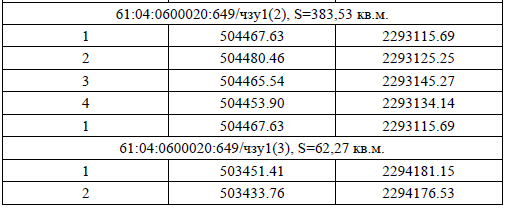 61:04:0600020:649/чзу1(2), S=383,53 кв.м.
1 504467.63 2293115.69
2 504480.46 2293125.25
3 504465.54 2293145.27
4 504453.90 2293134.14
1 504467.63 2293115.69
61:04:0600020:649/чзу1(3), S=62,27 кв.м.
1 503451.41 2294181.15
2 503433.76 2294176.53